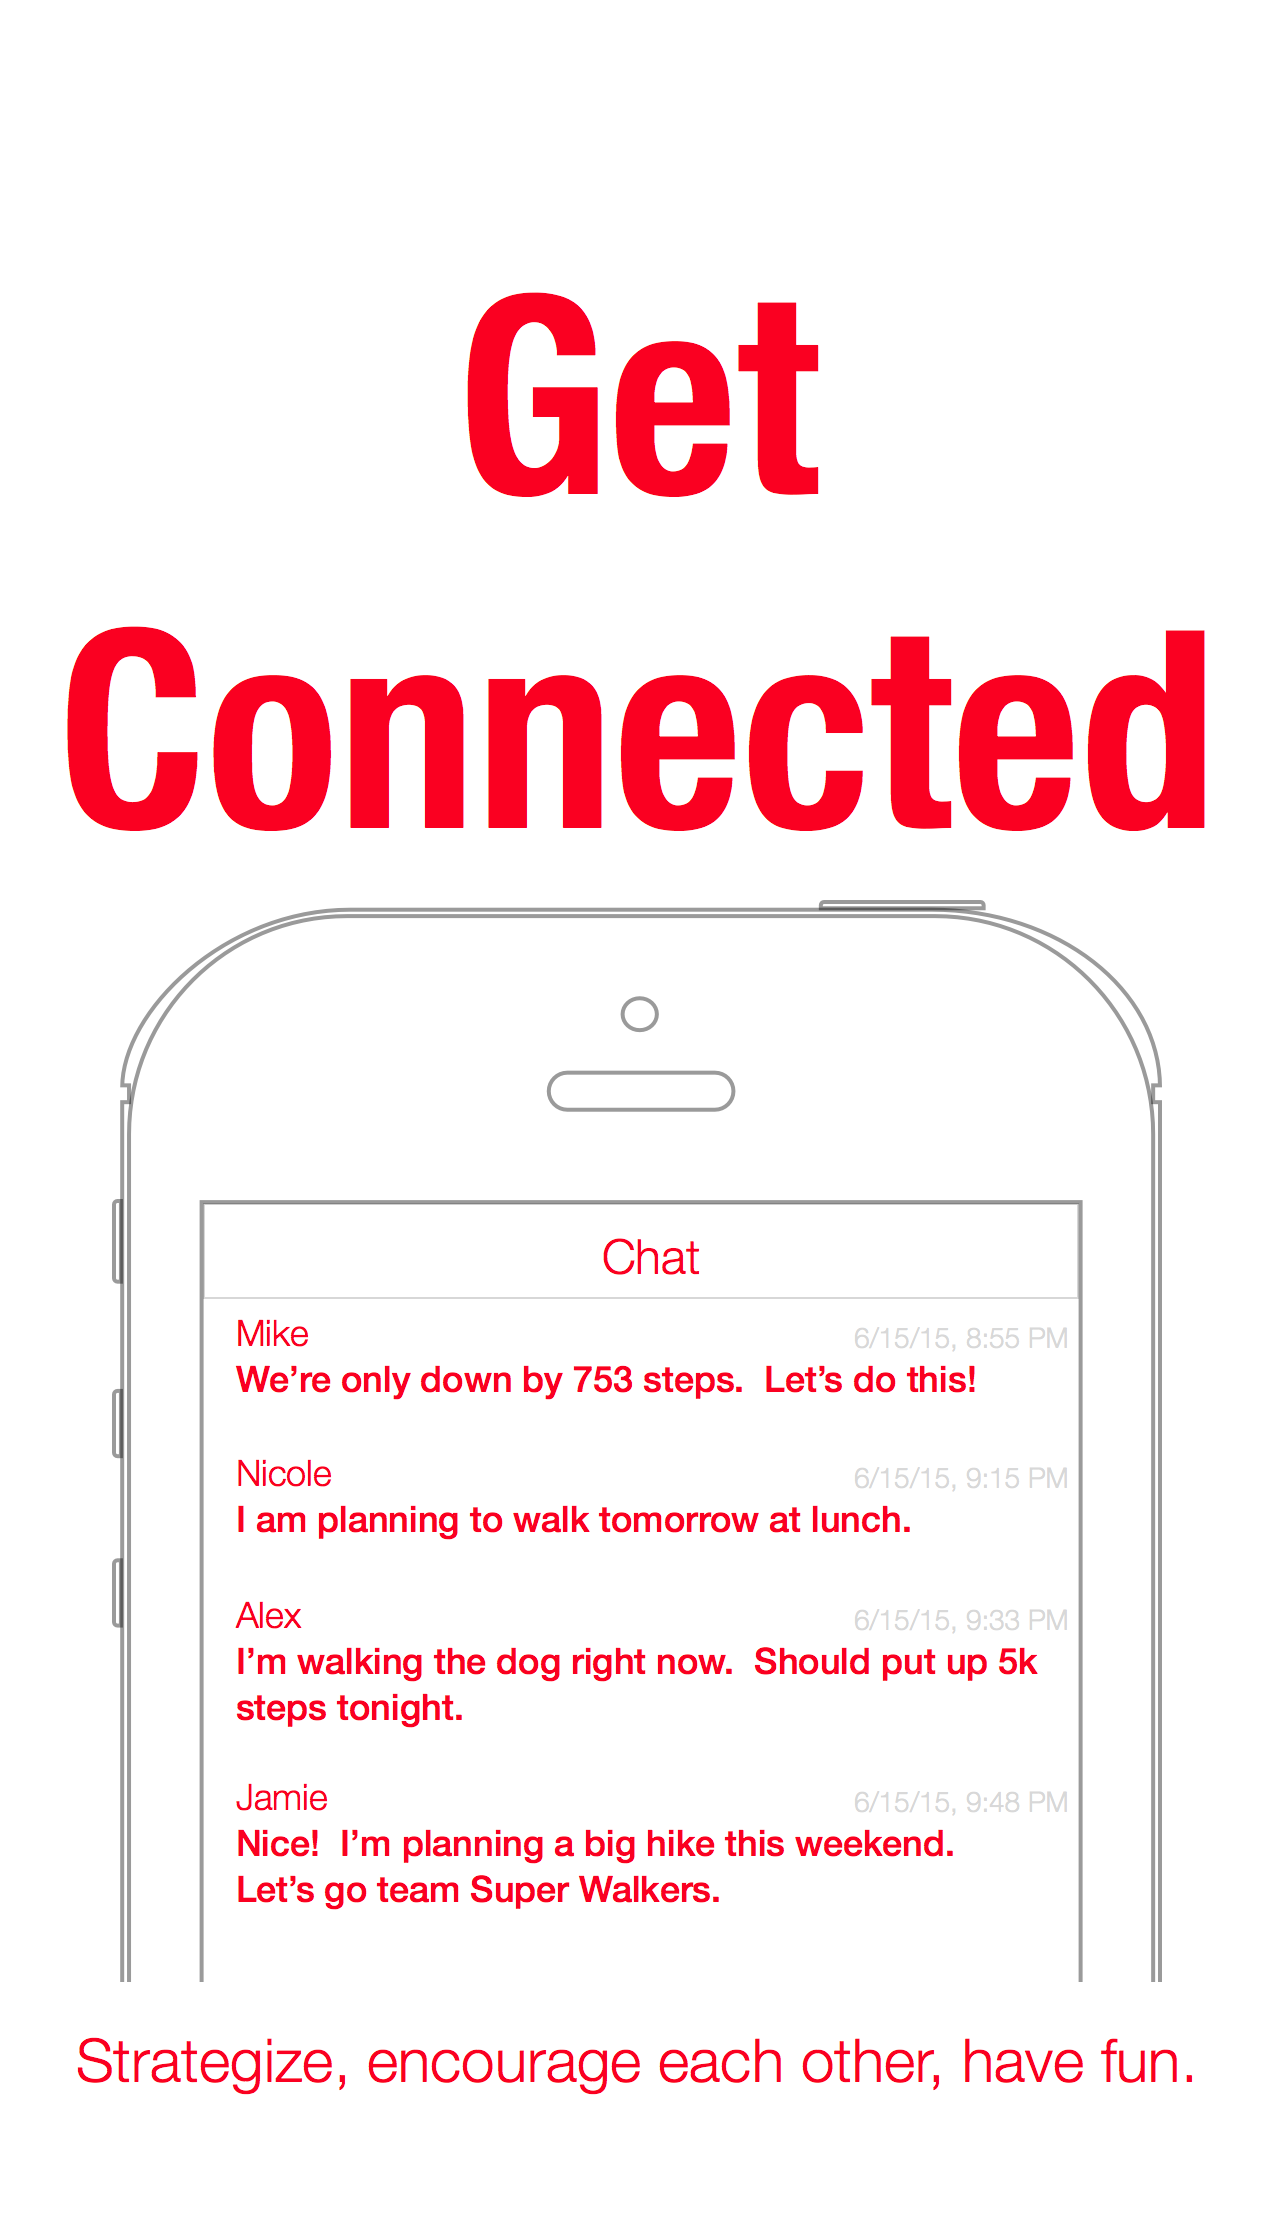 Get
Connected
Chat
Mike 6/15/15, 8:55 PM
We’re only down by 753 steps.  Let’s do this!
Nicole 6/15/15, 9:15 PM
I am planning to walk tomorrow at lunch.
Alex 6/15/15, 9:33 PM
I’m walking the dog right now.  Should put up 5k
steps tonight.
Jamie 6/15/15, 9:48 PM
Nice!  I’m planning a big hike this weekend.
Let’s go team Super Walkers.
Strategize, encourage each other, have fun.